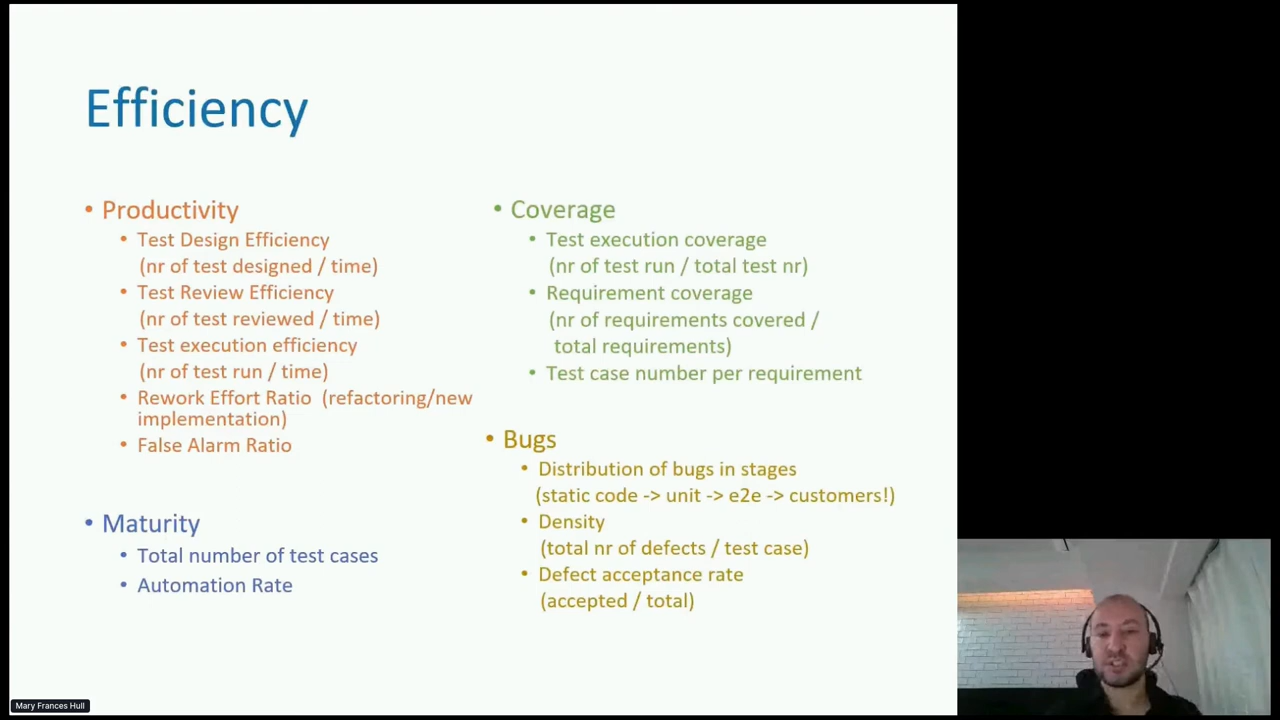 Efficiency
• Productivity
• Test Design Efficiency
(nr of test designed / time)
• Test Review Efficiency
(nr of test reviewed / time)
• Test execution efficiency
(nr of test run / time)
• Rework Effort Ratio (refactoring/new
implementation)
• False Alarm Ratio
• Maturity
• Total number of test cases
• Automation Rate
• Coverage
• Test execution coverage
(nr of test run / total test nr)
• Requirement coverage
(nr of requirements covered /
total requirements)
• Test case number per requirement
• Bugs
• Distribution of bugs in stages
(static code -> unit -> e2e -> customers!)
• Density
(total nr of defects / test case)
• Defect acceptance rate
(accepted / total)
Mary Frances Hull